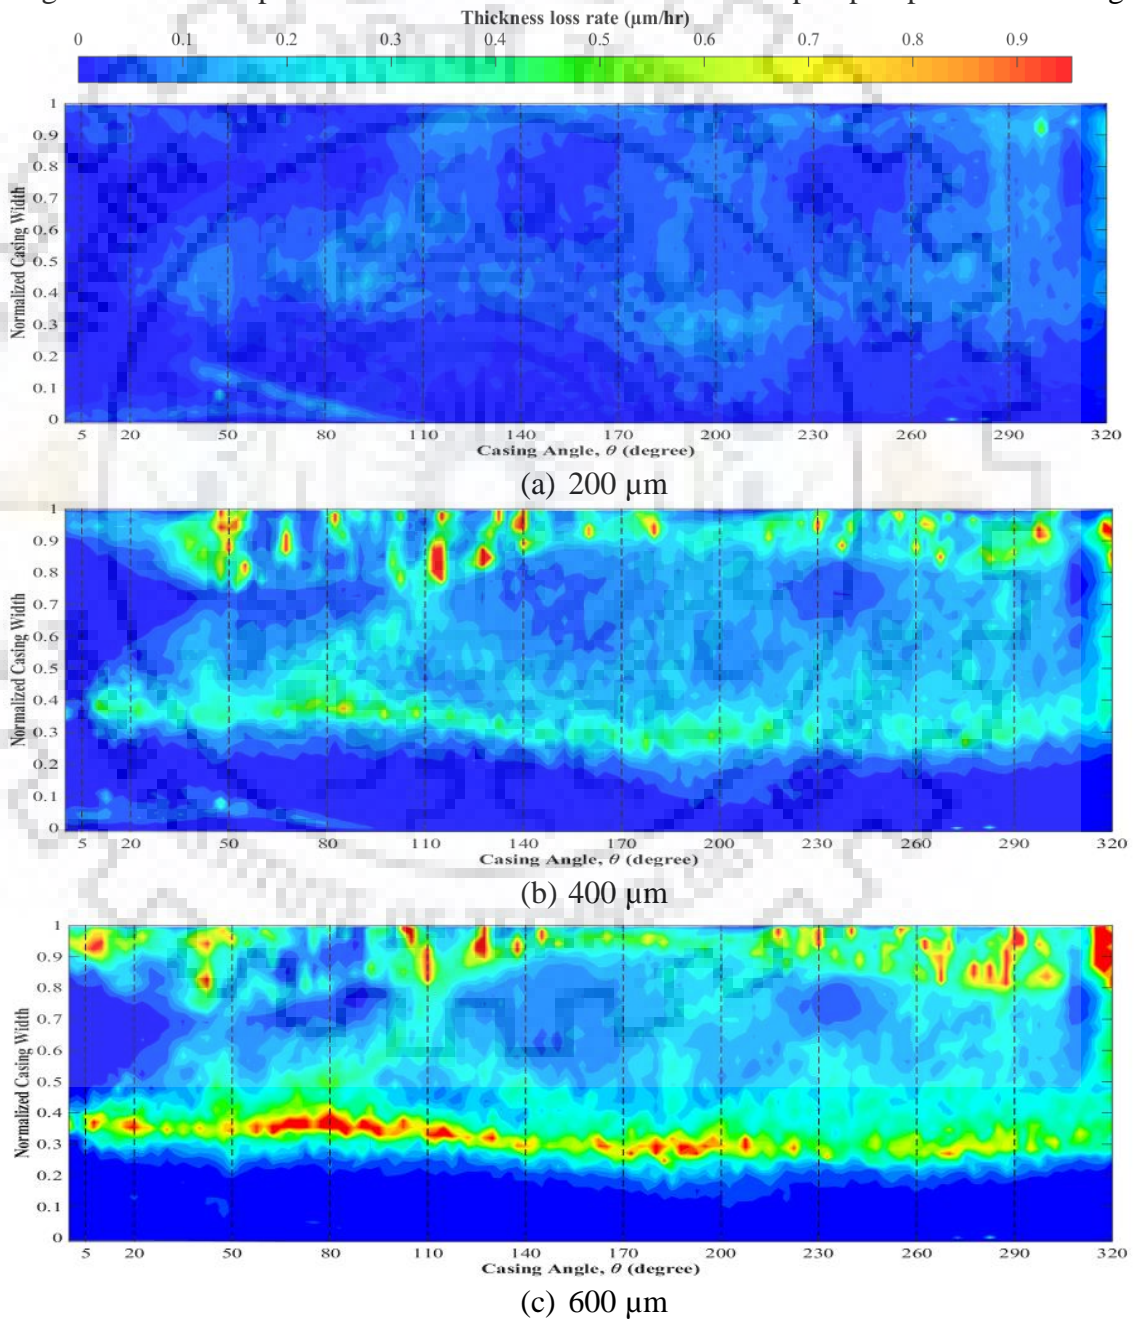 Thickness loss rate (µm/hr)
0 0.1 0.2 0.3 0.4 0.5 0.6 0.7 0.8 0.9
1
0.9
0.8
0.7
0.6
0.5
0.4
0.3
0.2
0.1
0
Normalized Casing Width
5 20 50 80 110 140 170 200 230 260 290 320
Casing Angle, θ (degree)
(a) 200 µm
1
0.9
0.8
0.7
0.6
0.5
0.4
0.3
0.2
0.1
0
Normalized Casing Width
5 20 50 80 110 140 170 200 230 260 290 320
Casing Angle, θ (degree)
(b) 400 µm
1
0.9
0.8
0.7
0.6
0.5
0.4
0.3
0.2
0.1
0
Normalized Casing Width
5 20 50 80 110 140 170 200 230 260 290 320
Casing Angle, θ (degree)
(c) 600 µm